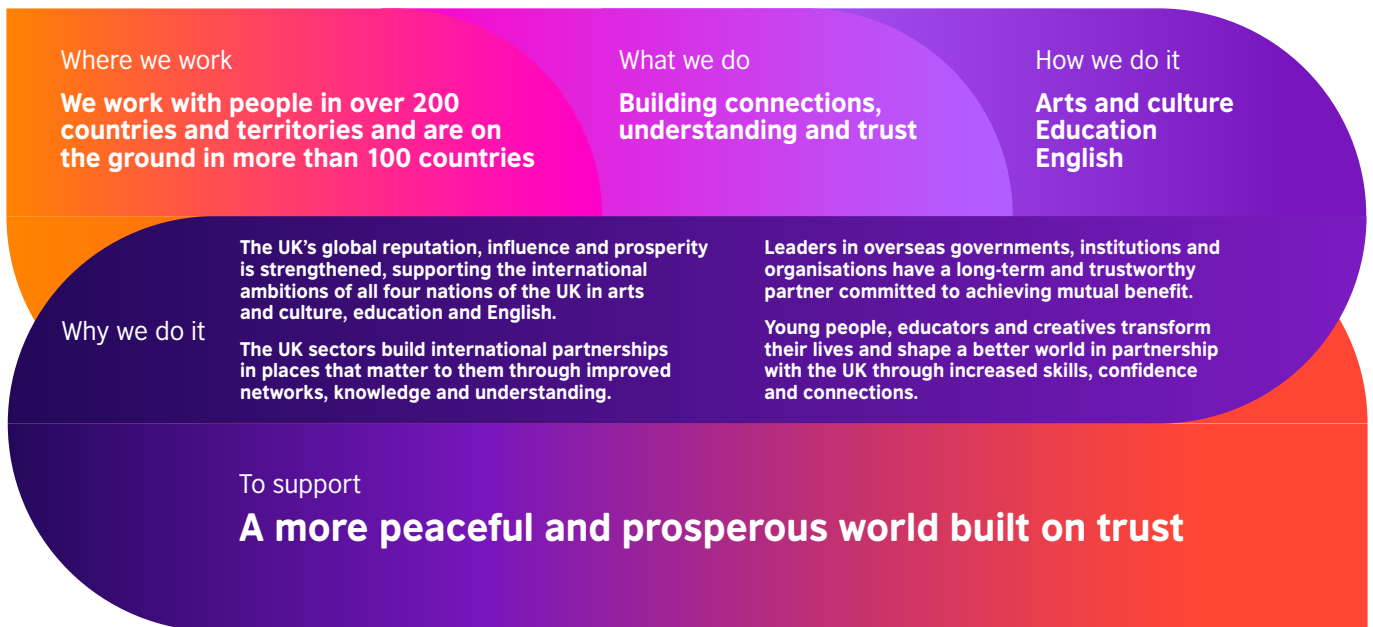 Where we work
We work with people in over 200
countries and territories and are on
the ground in more than 100 countries
What we do
Building connections,
understanding and trust
How we do it
Arts and culture
Education
English
Why we do it
The UK’s global reputation, influence and prosperity
is strengthened, supporting the international
ambitions of all four nations of the UK in arts
and culture, education and English.
The UK sectors build international partnerships
in places that matter to them through improved
networks, knowledge and understanding.
Leaders in overseas governments, institutions and
organisations have a long-term and trustworthy
partner committed to achieving mutual benefit.
Young people, educators and creatives transform
their lives and shape a better world in partnership
with the UK through increased skills, confidence
and connections.
To support
A more peaceful and prosperous world built on trust